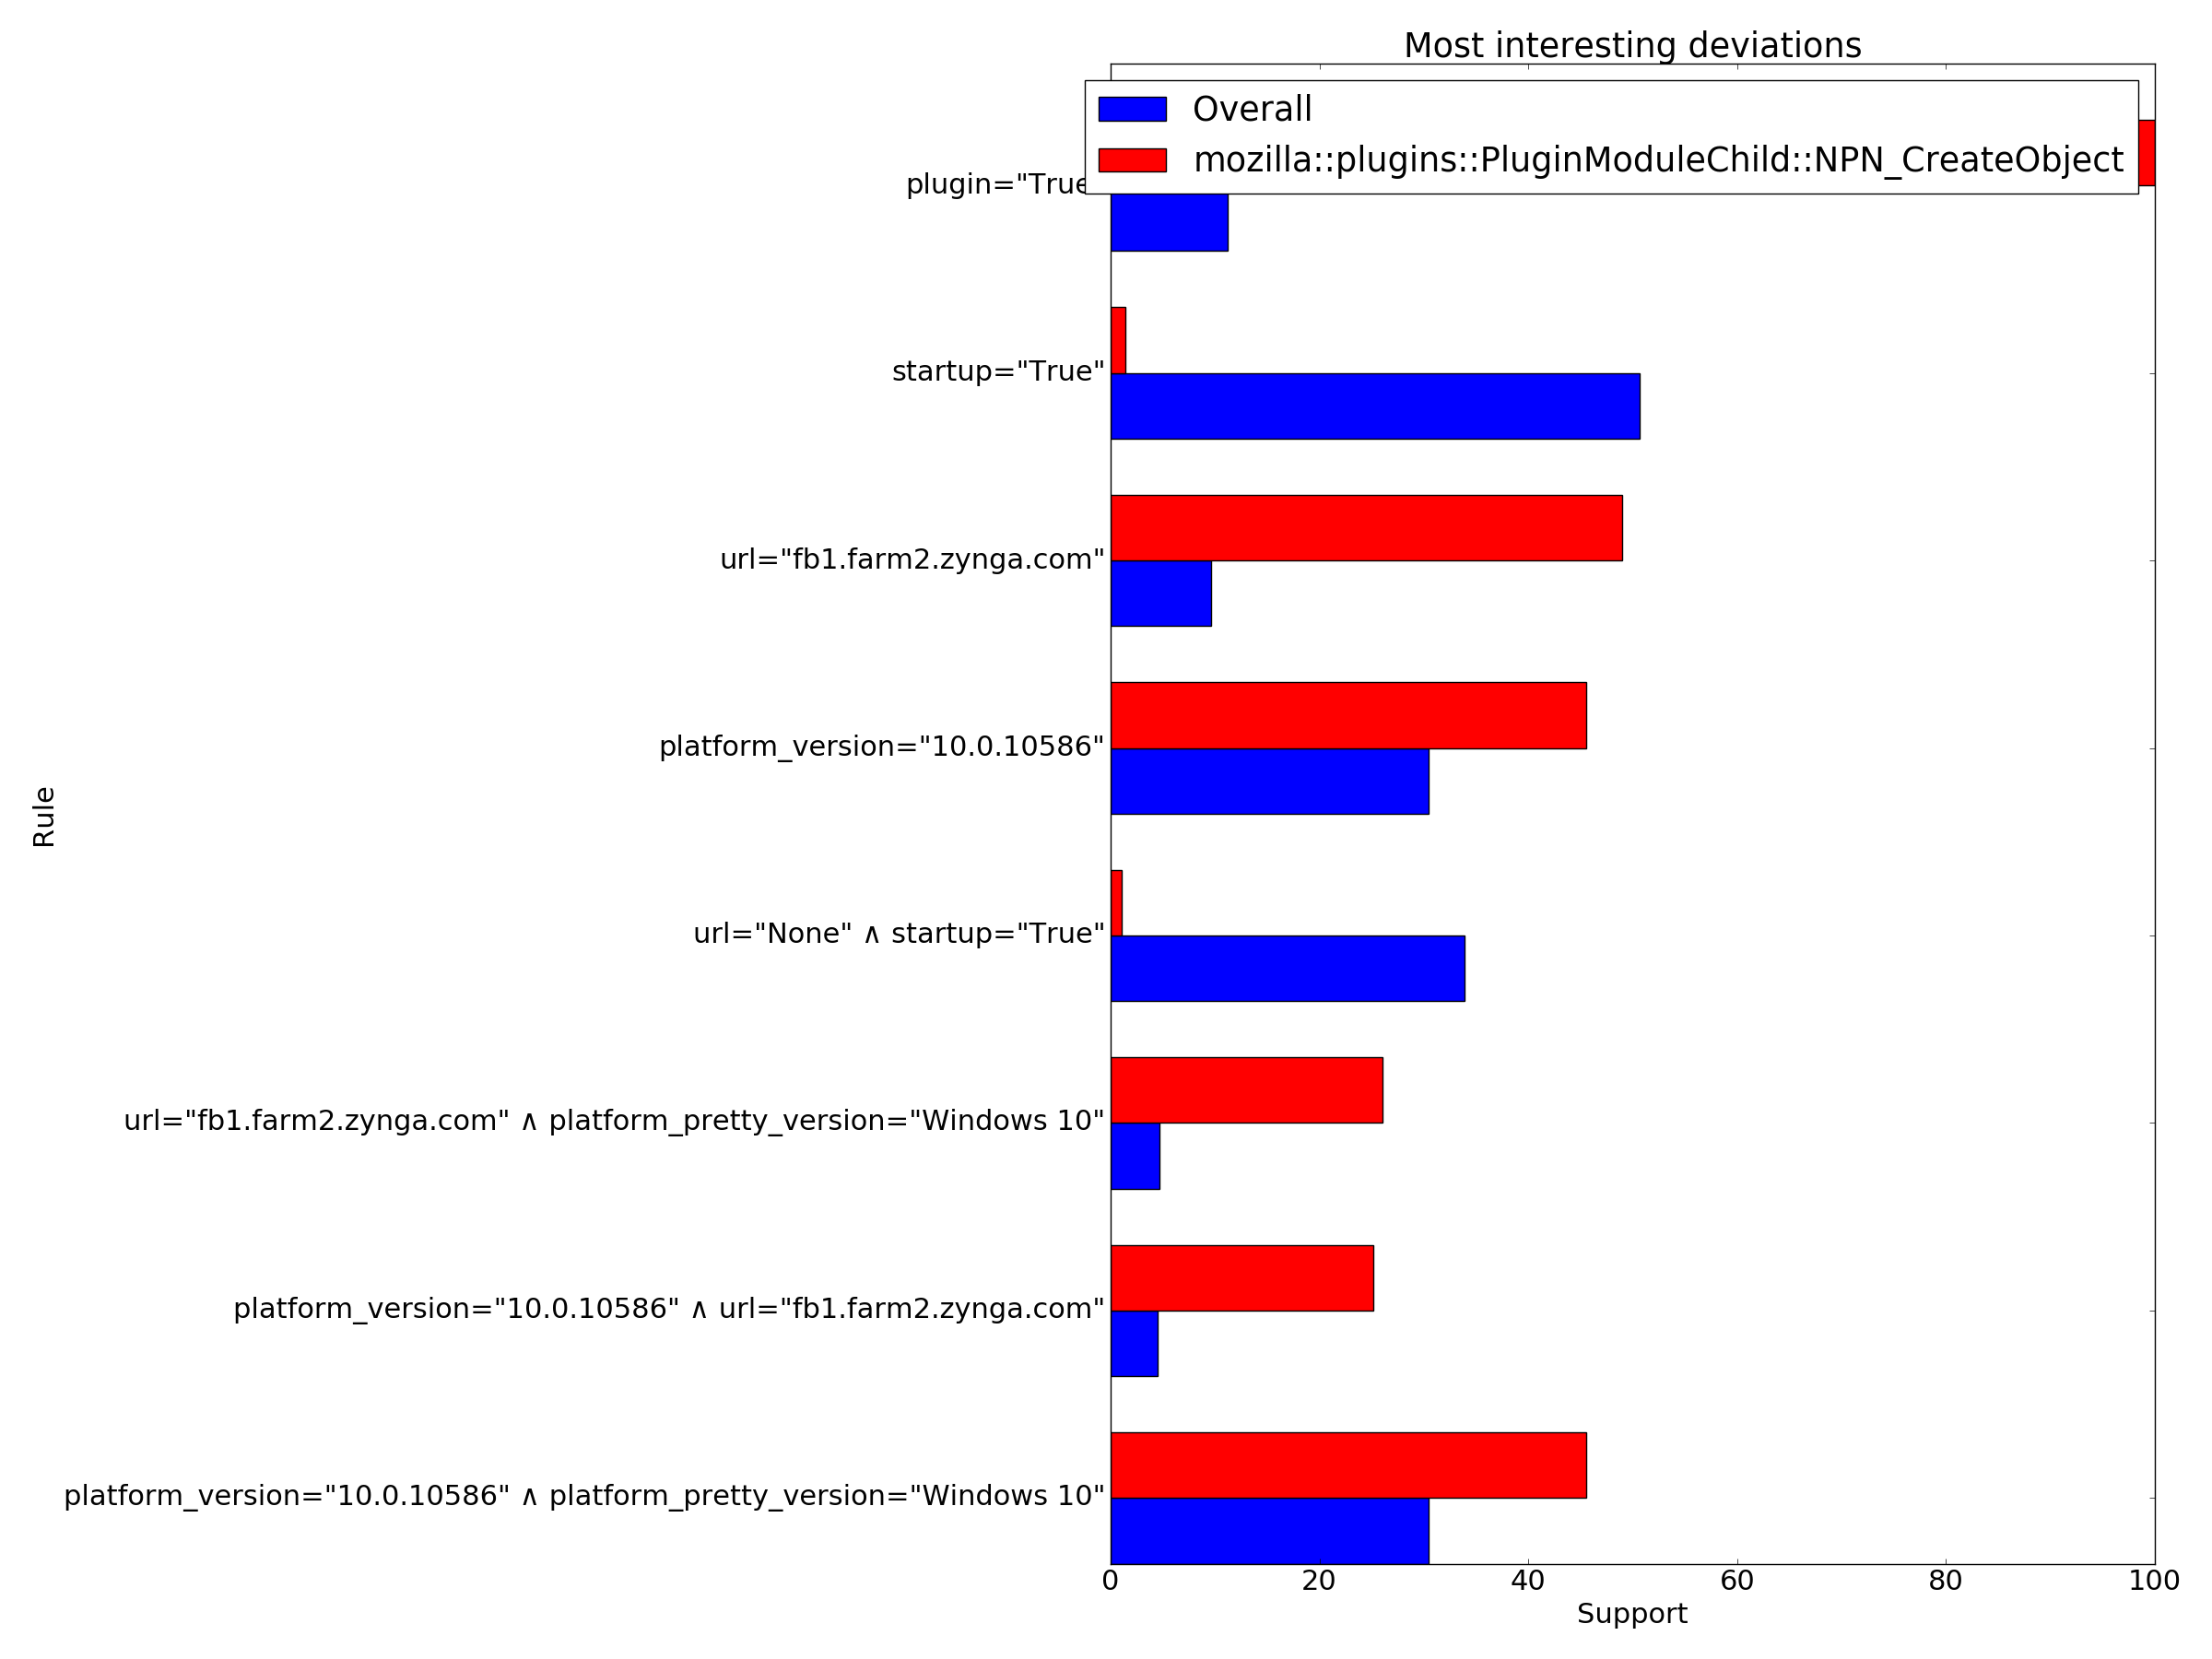 Most interesting deviations
Overall
mozilla::plugins::PluginModuleChild::NPN_CreateObject
plugin="True
startup="True"
url="fb1.farm2.zynga.com"
platform_version="10.0.10586"
Rule
url="None" ∧ startup="True"
url="fb1.farm2.zynga.com" ∧ platform_pretty_version="Windows 10"
platform_version="10.0.10586" ∧ url="fb1.farm2.zynga.com"
platform_version="10.0.10586" ∧ platform_pretty_version="Windows 10"
0 20 40 60 80 100
Support